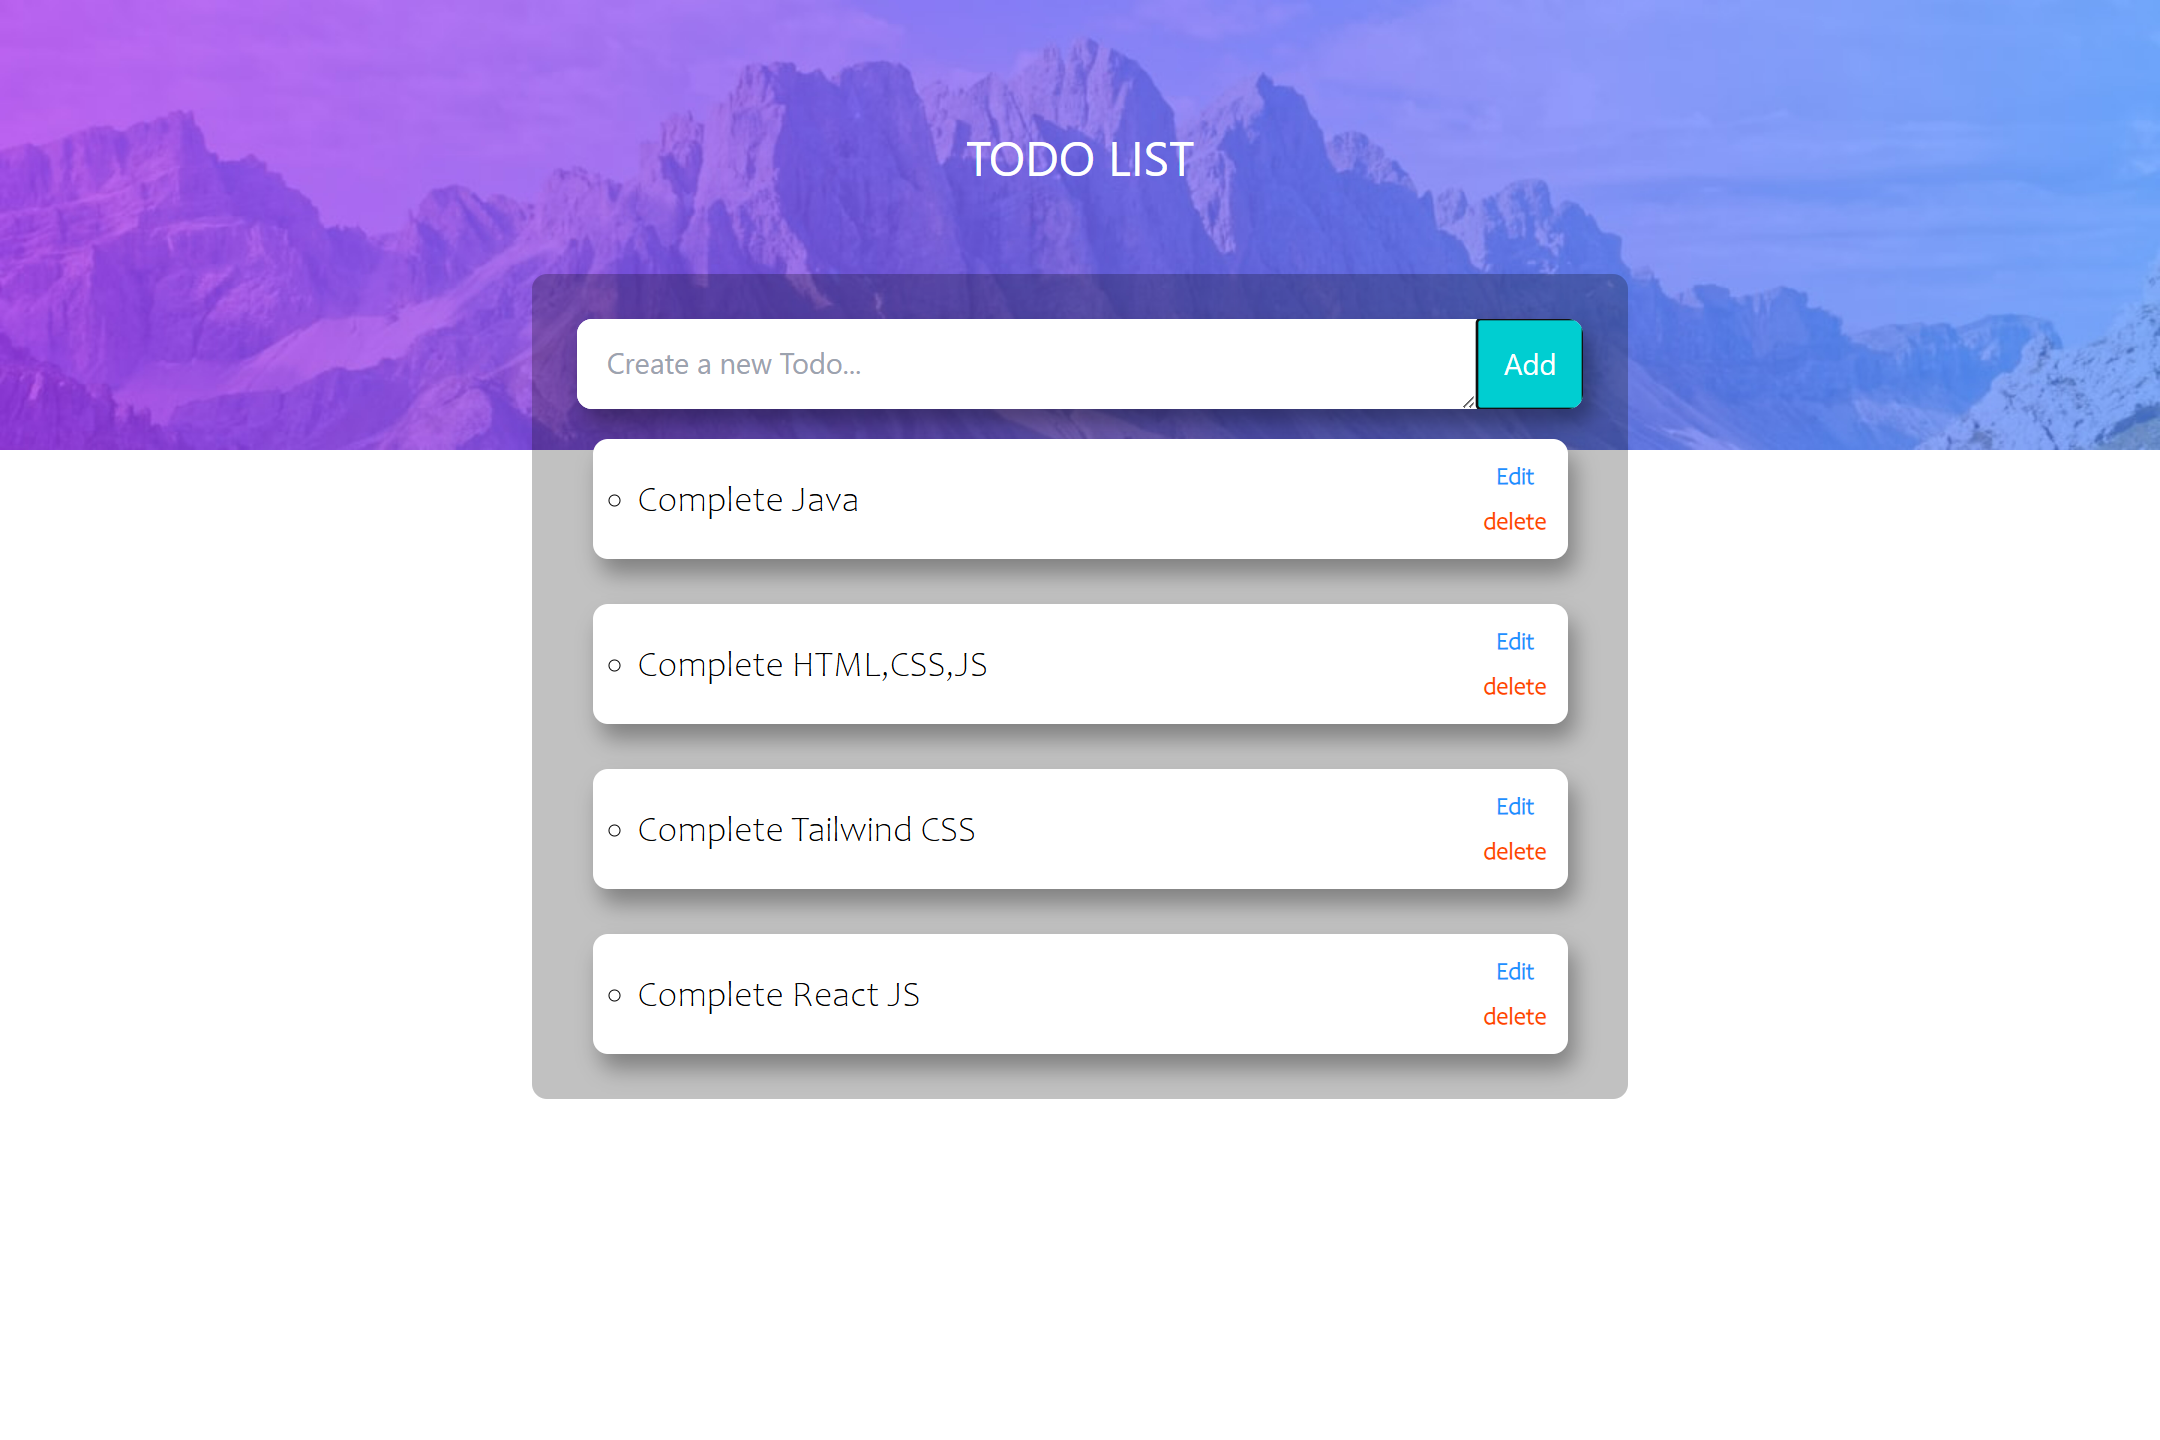 TODO LIST
Create a new Todo...
Add
Complete Java
Edit
delete
Complete HTML,CSS,JS
Edit
delete
Complete Tailwind CSS
Edit
delete
Complete React JS
Edit
delete